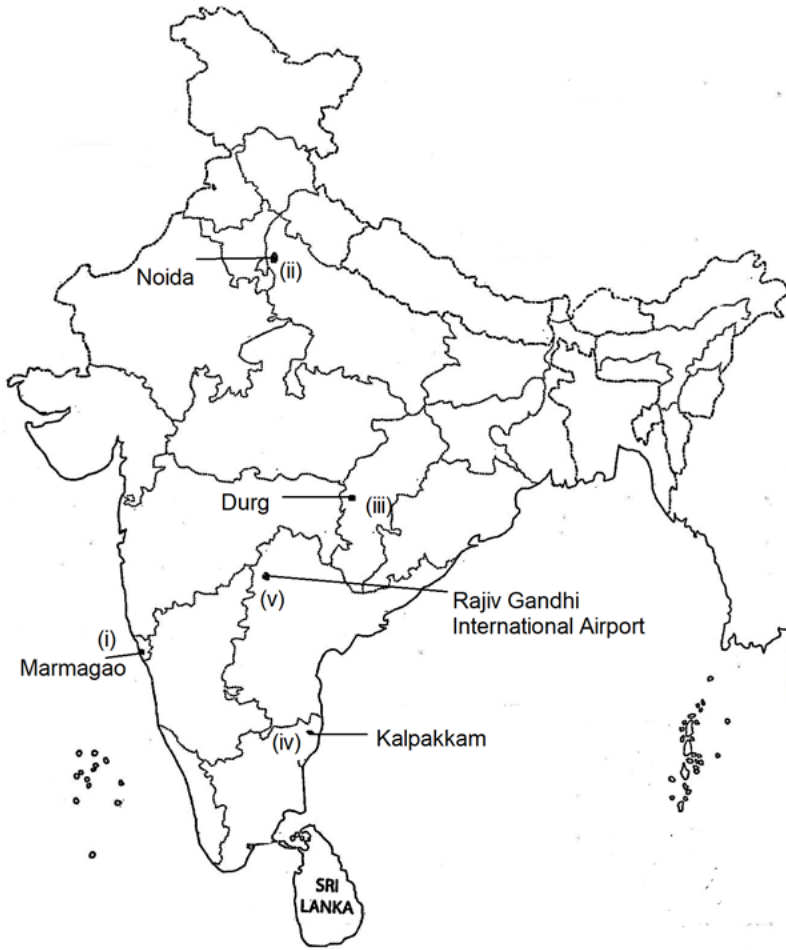 Noida
(ii)
Durg
(iii)
(v)
Rajiv Gandhi
International Airport
(i)
Marmagao
(iv)
Kalpakkam
SRI
LANKA